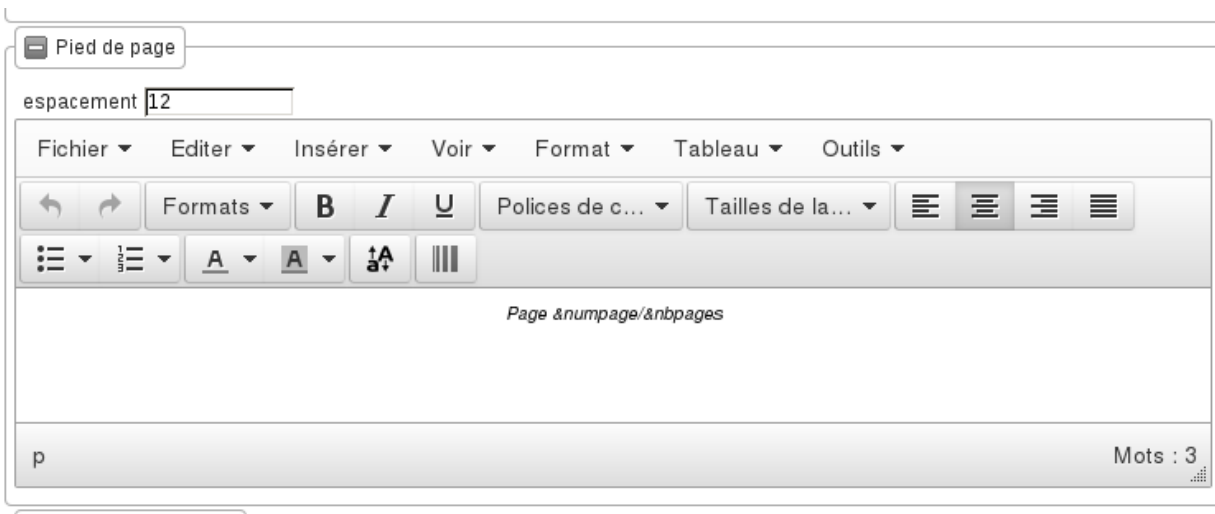 Pied de page
espacement 12
Fichier Editer Insérer Voir Format Tableau Outils
Formats B I U Polices de c... Tailles de la...
A A
Page &numpage/&nbpages
p Mots : 3